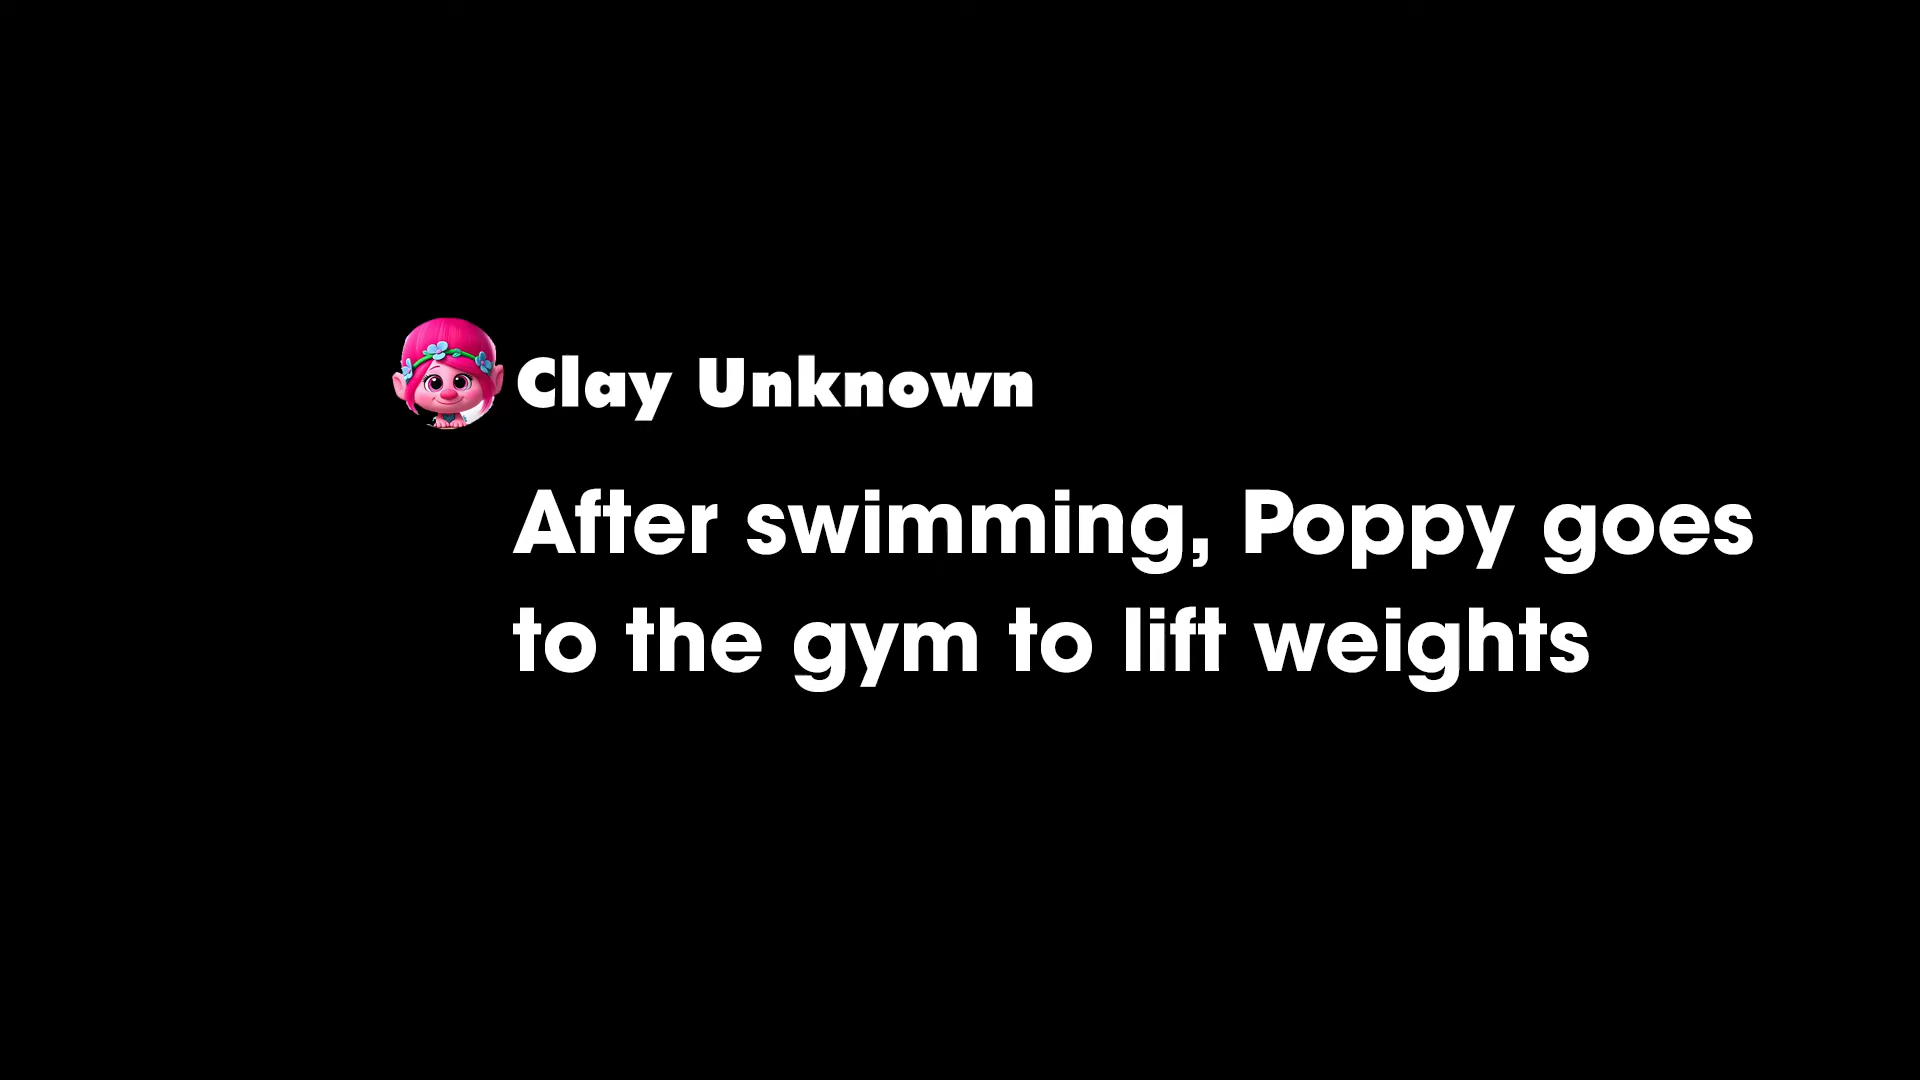 Clay Unknown
After swimming, Poppy goes
to the gym to lift weights